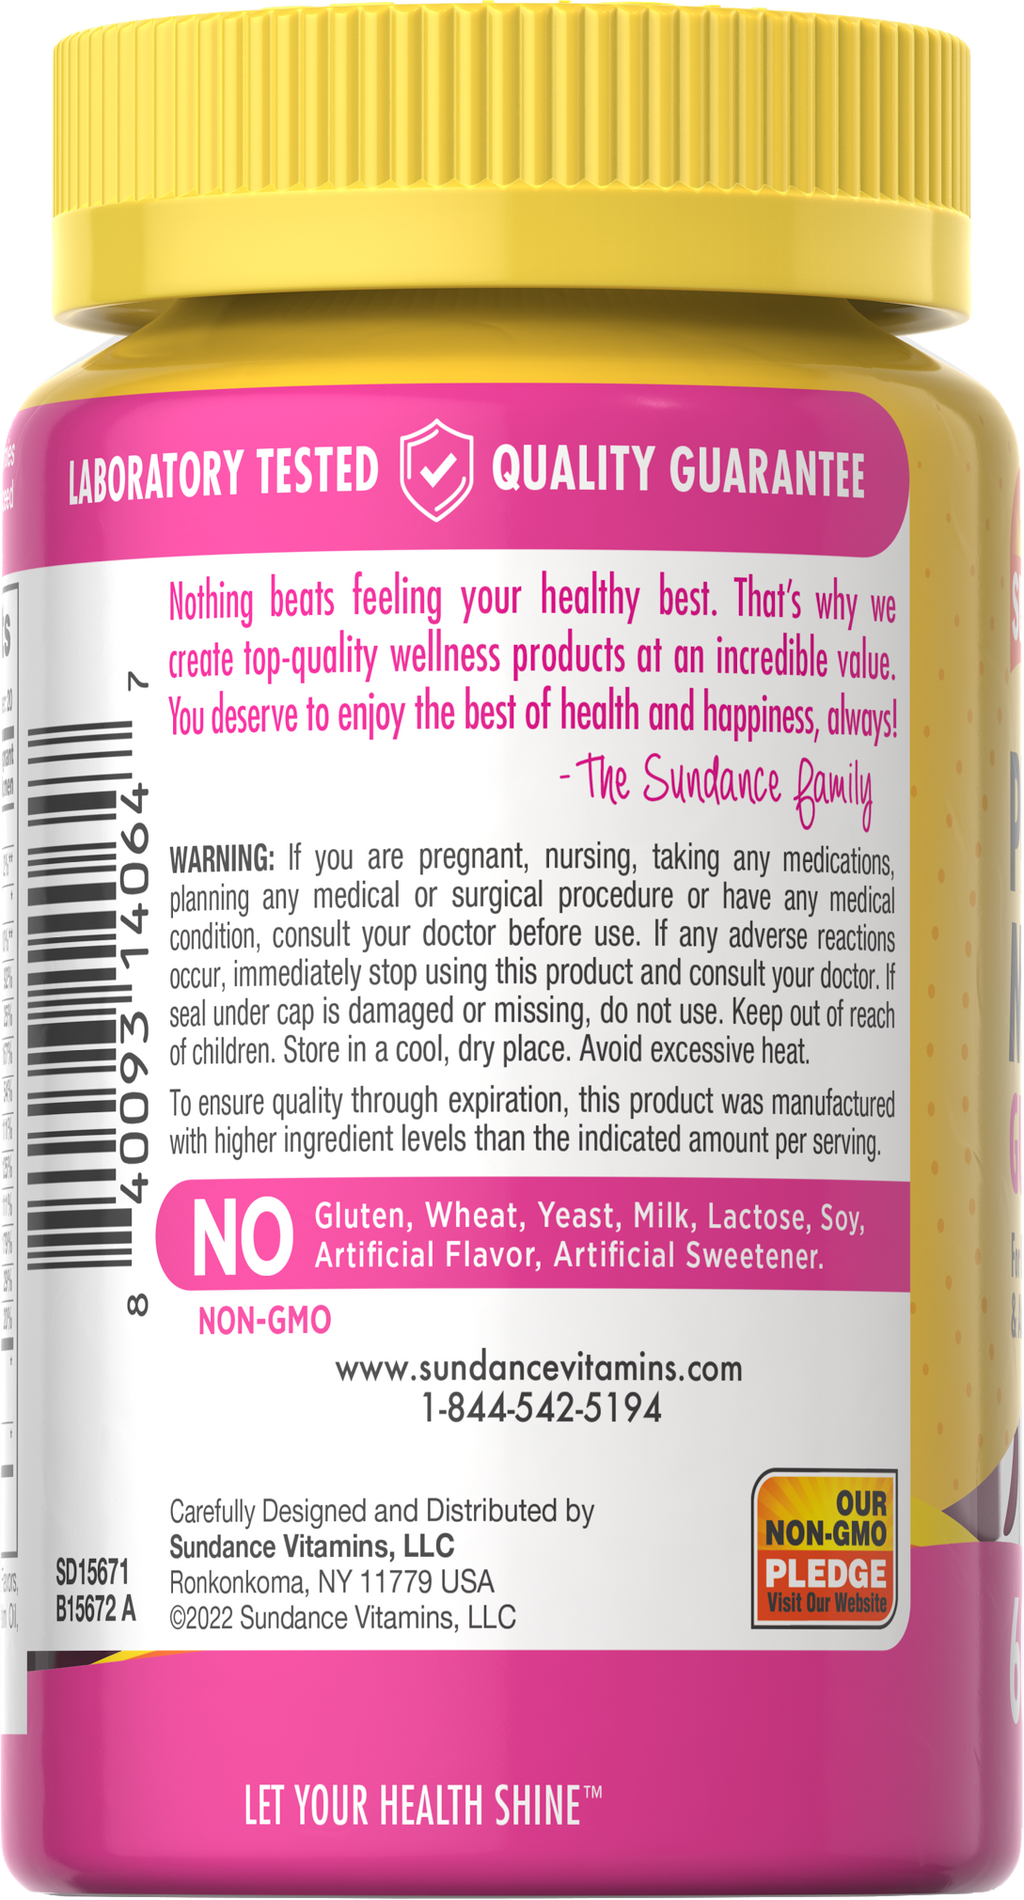 LABORATORY TESTED QUALITY GUARANTEE
Nothing beats feeling your healthy best. That's why we
create top-quality wellness products at an incredible value.
You deserve to enjoy the best of health and happiness, always!
- The Sundance Family
WARNING: If you are pregnant, nursing, taking any medications,
planning any medical or surgical procedure or have any medical
condition, consult your doctor before use. If any adverse reactions
occur, immediately stop using this product and consult your doctor. If
seal under cap is damaged or missing, do not use. Keep out of reach
of children. Store in a cool, dry place. Avoid excessive heat.
To ensure quality through expiration, this product was manufactured
with higher ingredient levels than the indicated amount per serving.
NO Gluten, Wheat, Yeast, Milk, Lactose, Soy,
Artificial Flavor, Artificial Sweetener.
NON-GMO
www.sundancevitamins.com
1-844-542-5194
Carefully Designed and Distributed by
Sundance Vitamins, LLC
Ronkonkoma, NY 11779 USA
©2022 Sundance Vitamins, LLC
OUR
NON-GMO
PLEDGE
Visit Our Website
8 40093 14064 7
SD15671
B15672 A
LET YOUR HEALTH SHINE™